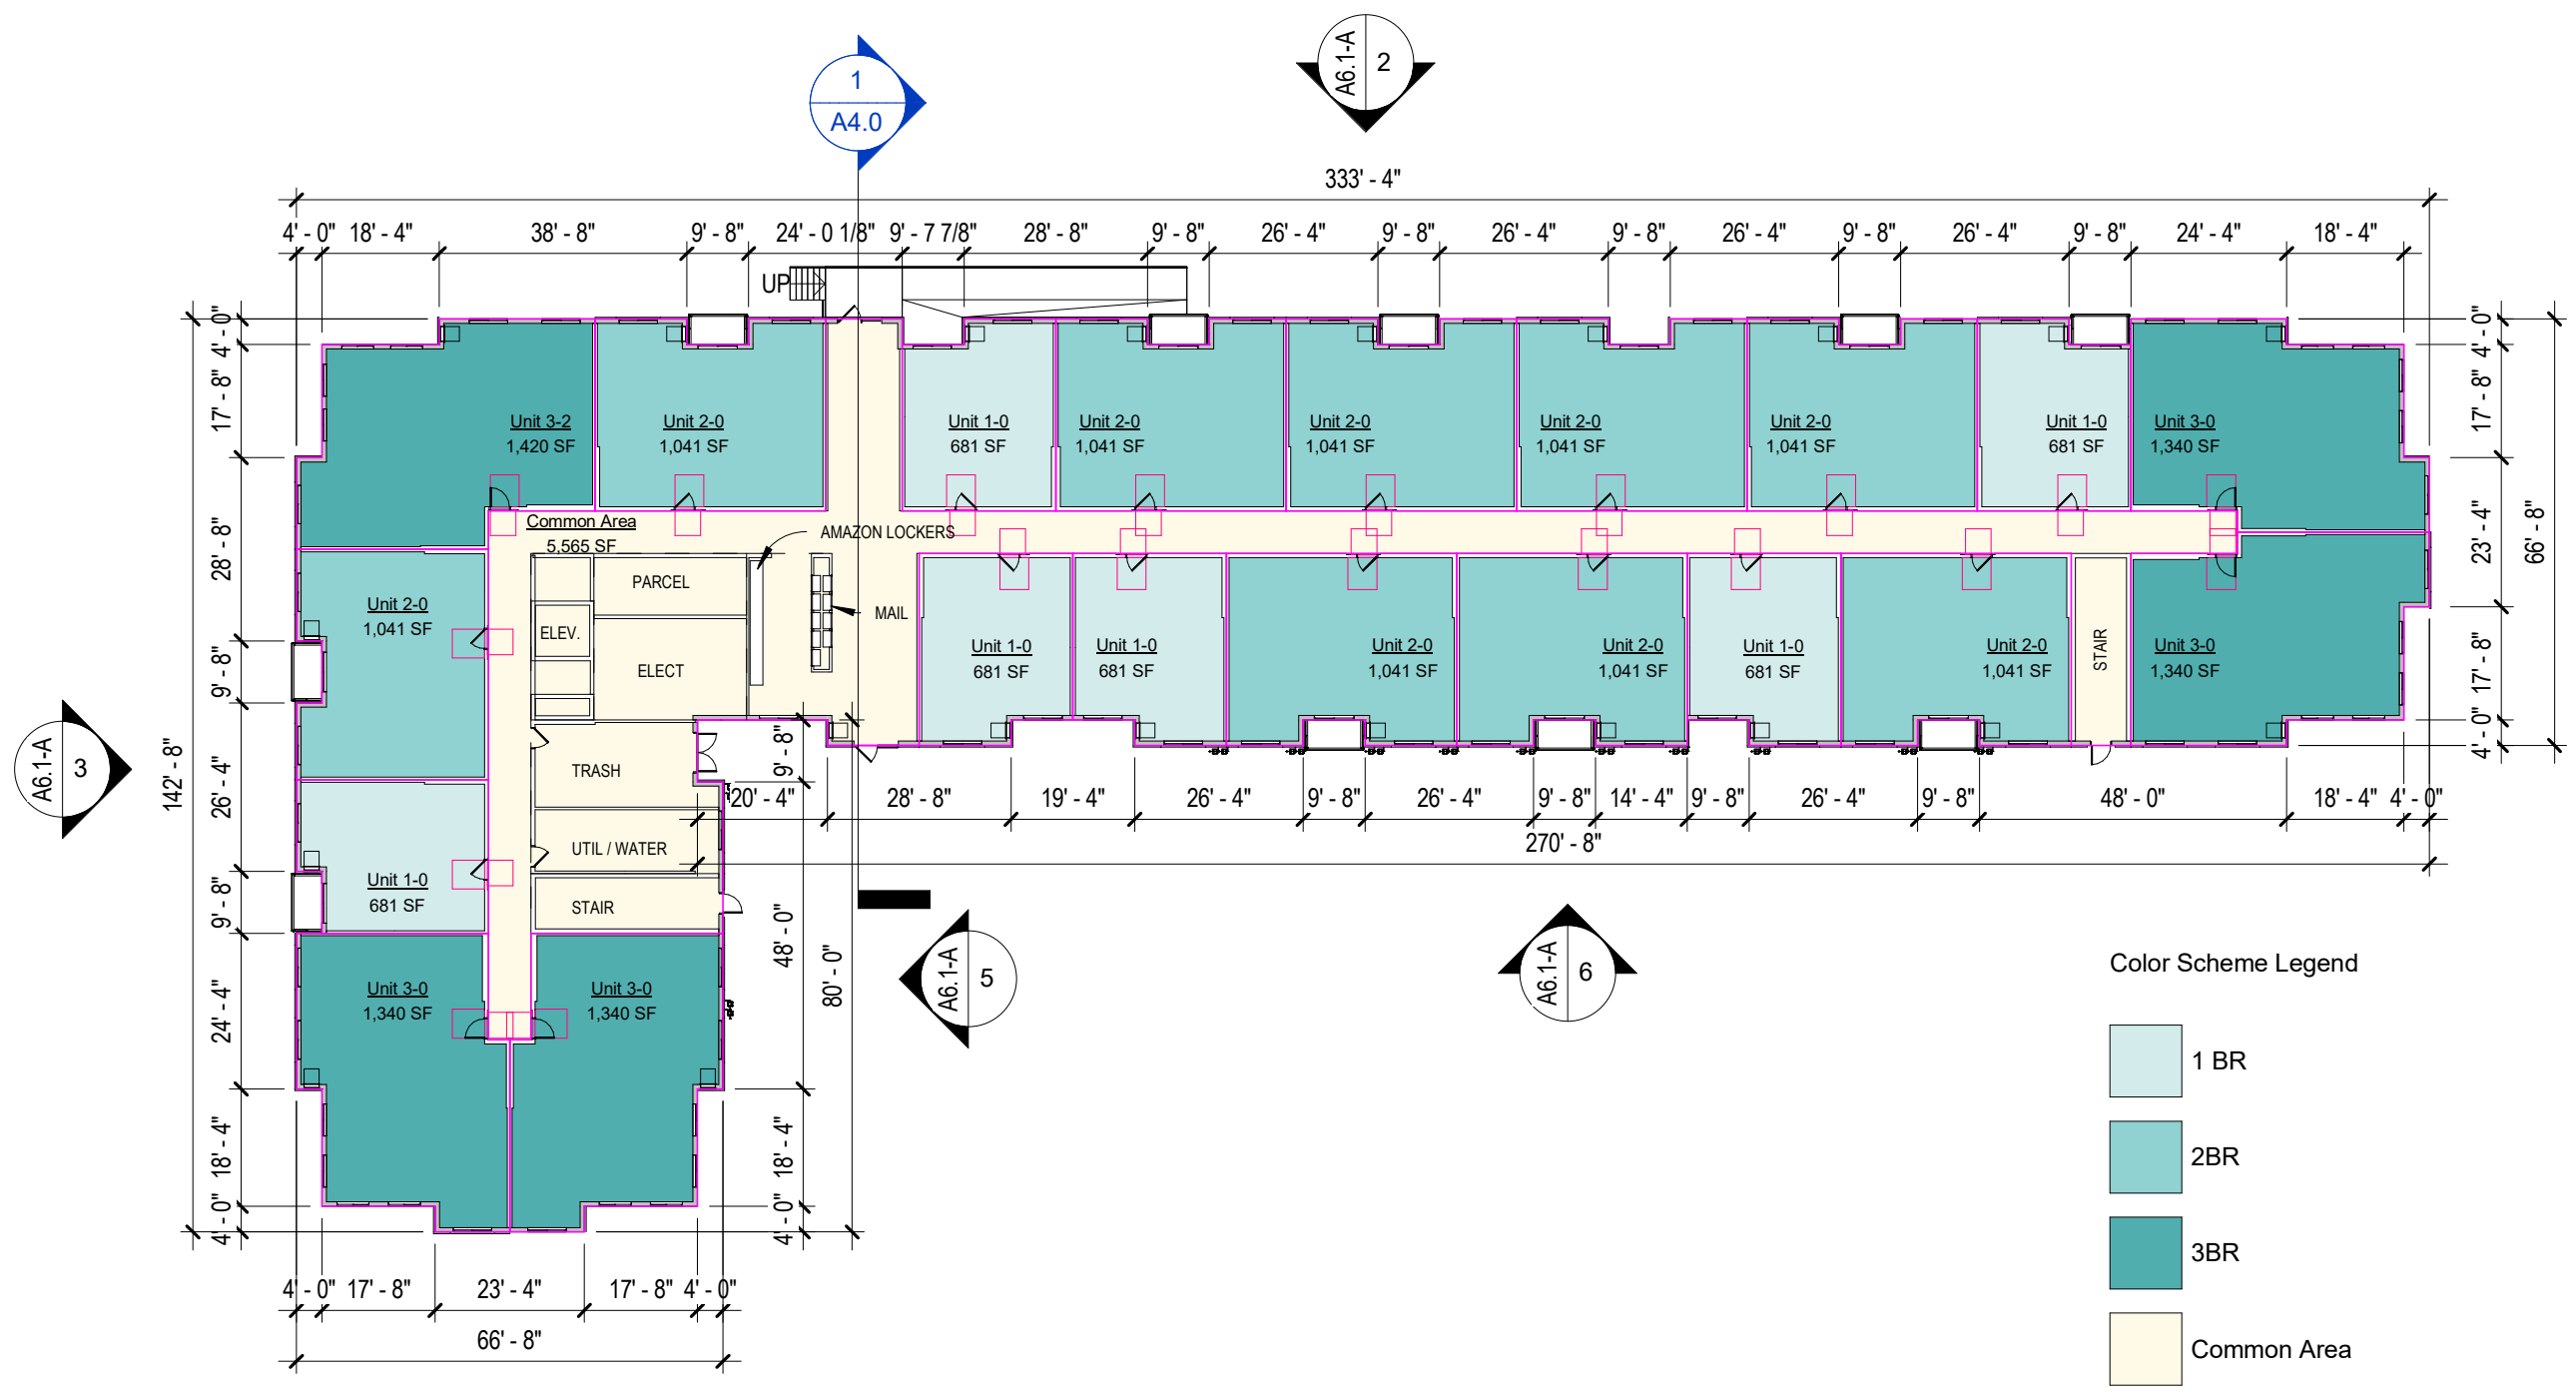 1
A4.0
A6.1-A
2
333' - 4"
4' - 0"
18' - 4"
38' - 8"
9' - 8"
24' - 0 1/8"
9' - 7 7/8"
28' - 8"
9' - 8"
26' - 4"
9' - 8"
26' - 4"
9' - 8"
26' - 4"
9' - 8"
26' - 4"
9' - 8"
24' - 4"
18' - 4"
UP
4' - 0"
4' - 0"
17' - 8"
28' - 8"
9' - 8"
26' - 4"
9' - 8"
24' - 4"
18' - 4"
4' - 0"
142' - 8"
Unit 3-2
1,420 SF
Unit 2-0
1,041 SF
Unit 1-0
681 SF
Unit 2-0
1,041 SF
Unit 2-0
1,041 SF
Unit 2-0
1,041 SF
Unit 2-0
1,041 SF
Unit 1-0
681 SF
Unit 3-0
1,340 SF
4' - 0"
17' - 8"
23' - 4"
17' - 8"
4' - 0"
66' - 8"
Common Area
5,565 SF
AMAZON LOCKERS
PARCEL
ELEV.
ELECT
MAIL
Unit 2-0
1,041 SF
Unit 1-0
681 SF
Unit 1-0
681 SF
Unit 2-0
1,041 SF
Unit 2-0
1,041 SF
Unit 1-0
681 SF
Unit 2-0
1,041 SF
STAIR
Unit 3-0
1,340 SF
A6.1-A
3
TRASH
UTIL / WATER
STAIR
9' - 8"
20' - 4"
28' - 8"
19' - 4"
26' - 4"
9' - 8"
26' - 4"
9' - 8"
14' - 4"
9' - 8"
26' - 4"
9' - 8"
48' - 0"
18' - 4"
4' - 0"
270' - 8"
Unit 1-0
681 SF
Unit 3-0
1,340 SF
Unit 3-0
1,340 SF
48' - 0"
80' - 0"
18' - 4"
4' - 0"
A6.1-A
5
A6.1-A
6
4' - 0"
17' - 8"
23' - 4"
17' - 8"
4' - 0"
66' - 8"
Color Scheme Legend
1 BR
2BR
3BR
Common Area